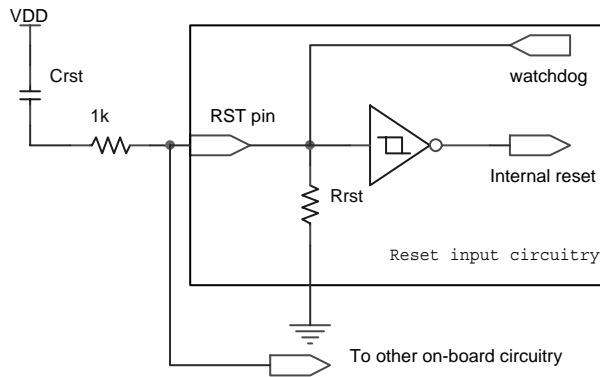 VDD
Crst
1k
RST pin
watchdog
Internal reset
Rrst
Reset input circuitry
To other on-board circuitry